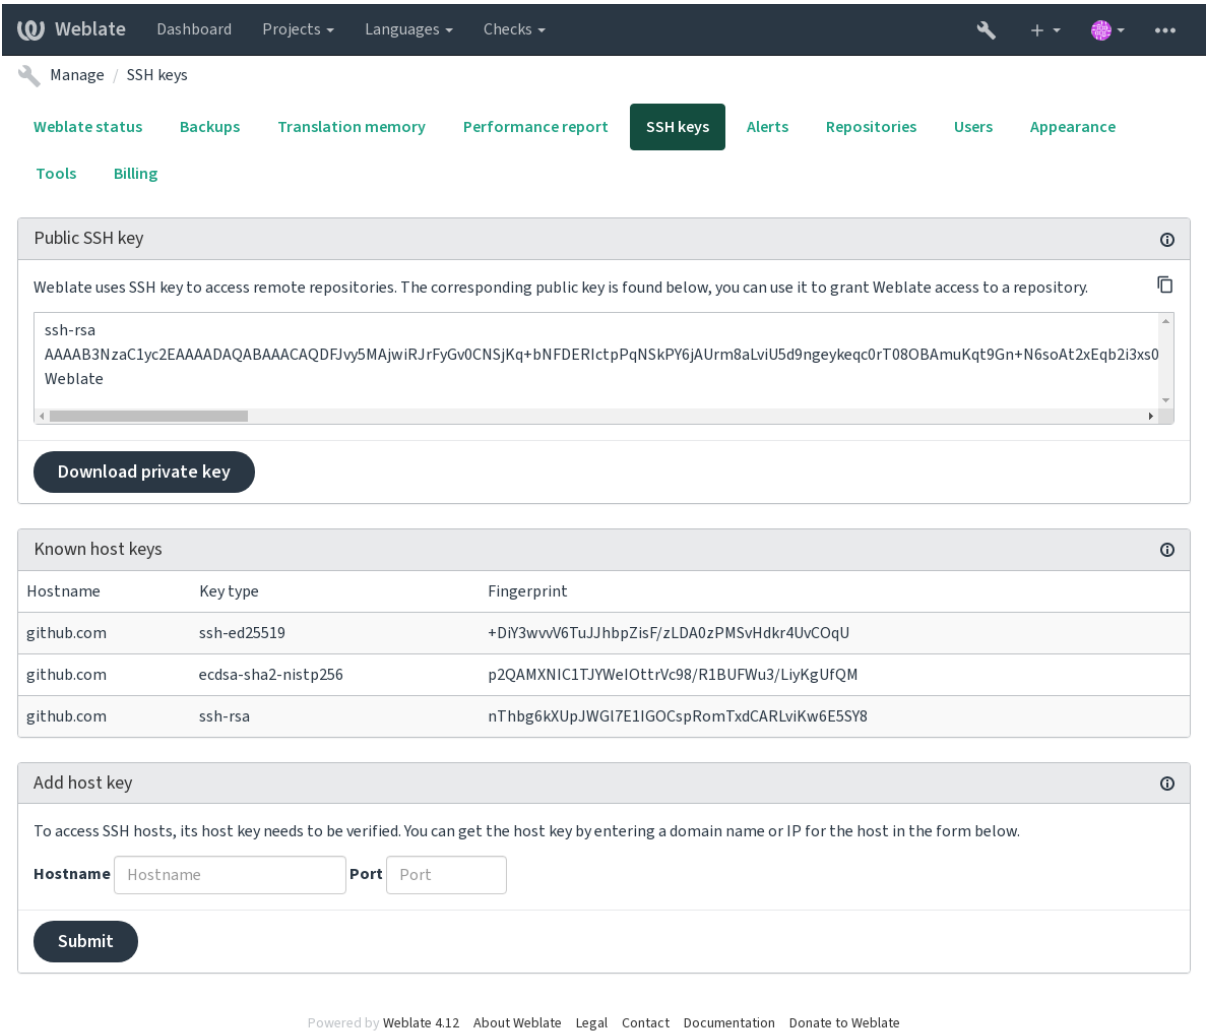 Weblate Dashboard Projects Languages Checks
Manage / SSH keys
Weblate status Backups Translation memory Performance report SSH keys Alerts Repositories Users Appearance
Tools Billing
Public SSH key
Weblate uses SSH key to access remote repositories. The corresponding public key is found below, you can use it to grant Weblate access to a repository.
ssh-rsa
AAAAB3NzaC1yc2EAAAADAQABAAACAQDFJvy5MAjwiRJrFyGv0CNSjKq+bNFDERIctpPqNSkPY6jAUrm8aLviU5d9ngeykeqc0rT08OBAmuKqt9Gn+N6soAt2xEqb2i3xs0
Weblate
Download private key
Known host keys
Hostname Key type Fingerprint
github.com ssh-ed25519 +DiY3wvvV6TuJJhbpZisF/zLDA0zPMSvHdkr4UvCOqU
github.com ecdsa-sha2-nistp256 p2QAMXNIC1TJYWeIOttrVc98/R1BUFWu3/LiyKgUfQM
github.com ssh-rsa nThbg6kXUpJWGl7E1IGOCspRomTxdCARLviKw6E5SY8
Add host key
To access SSH hosts, its host key needs to be verified. You can get the host key by entering a domain name or IP for the host in the form below.
Hostname Hostname Port Port
Submit
Powered by Weblate 4.12 About Weblate Legal Contact Documentation Donate to Weblate